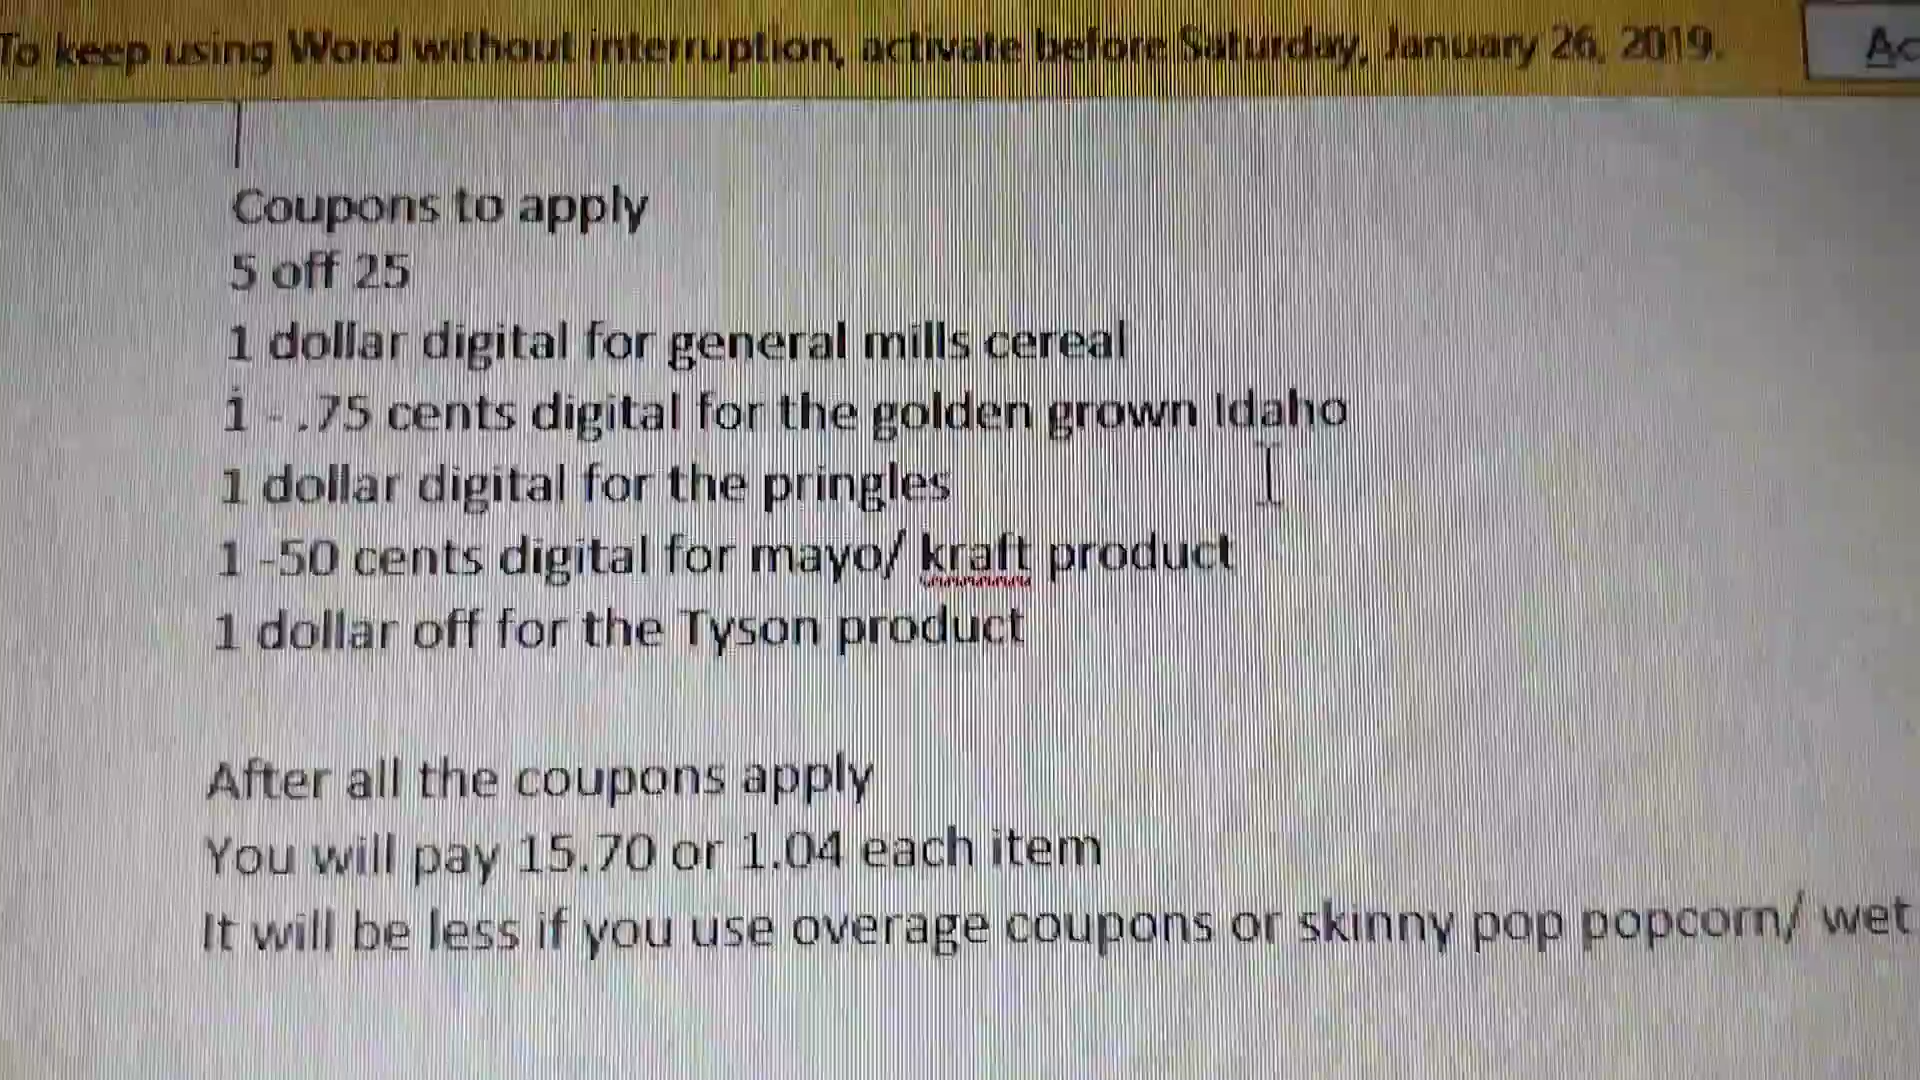 To keep using Word without interruption, activate before Saturday, January 26, 2019.
Ac
Coupons to apply
5 off 25
1 dollar digital for general mills cereal
1 - .75 cents digital for the golden grown Idaho
1 dollar digital for the pringles
1 -50 cents digital for mayo/ kraft product
1 dollar off for the Tyson product
After all the coupons apply
You will pay 15.70 or 1.04 each item
It will be less if you use overage coupons or skinny pop popcorn/ wet